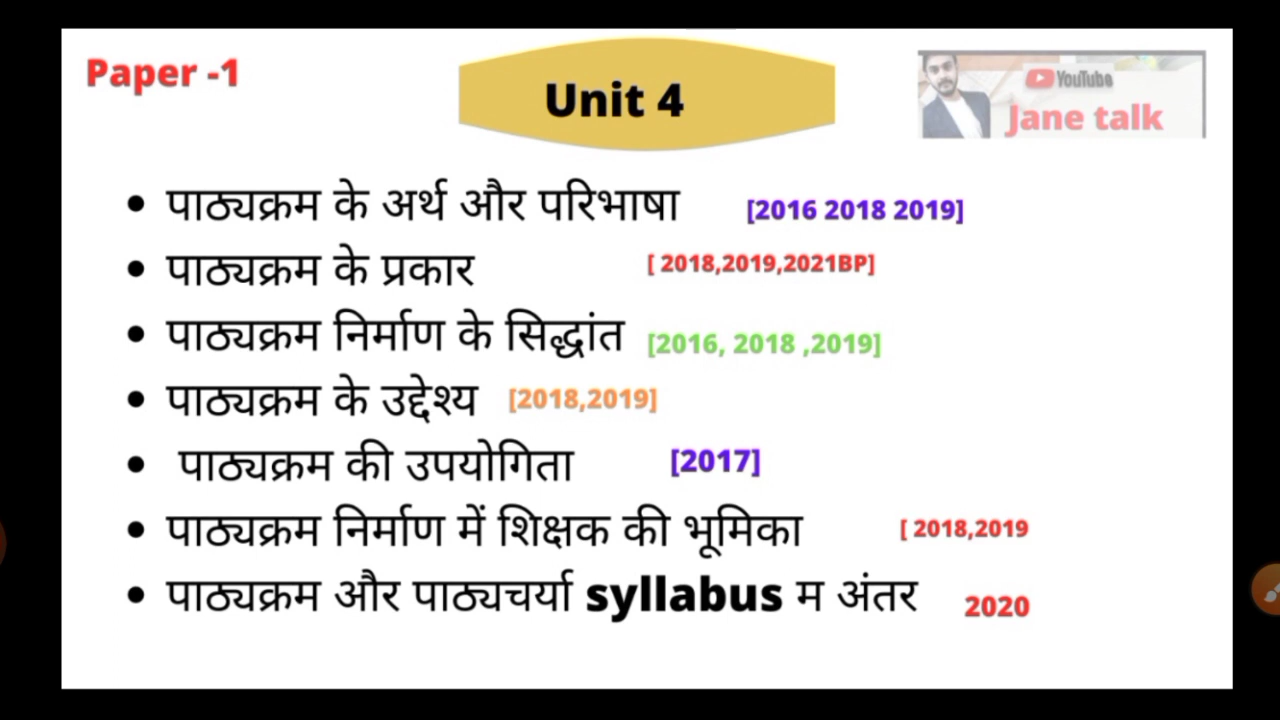 Paper -1
Unit 4
YouTube
Jane talk
• पाठ्यक्रम के अर्थ और परिभाषा [2016 2018 2019]
• पाठ्यक्रम के प्रकार [ 2018,2019,2021BP]
• पाठ्यक्रम निर्माण के सिद्धांत [2016, 2018 ,2019]
• पाठ्यक्रम के उद्देश्य [2018,2019]
• पाठ्यक्रम की उपयोगिता [2017]
• पाठ्यक्रम निर्माण में शिक्षक की भूमिका [ 2018,2019
• पाठ्यक्रम और पाठ्यचर्या syllabus म अंतर 2020